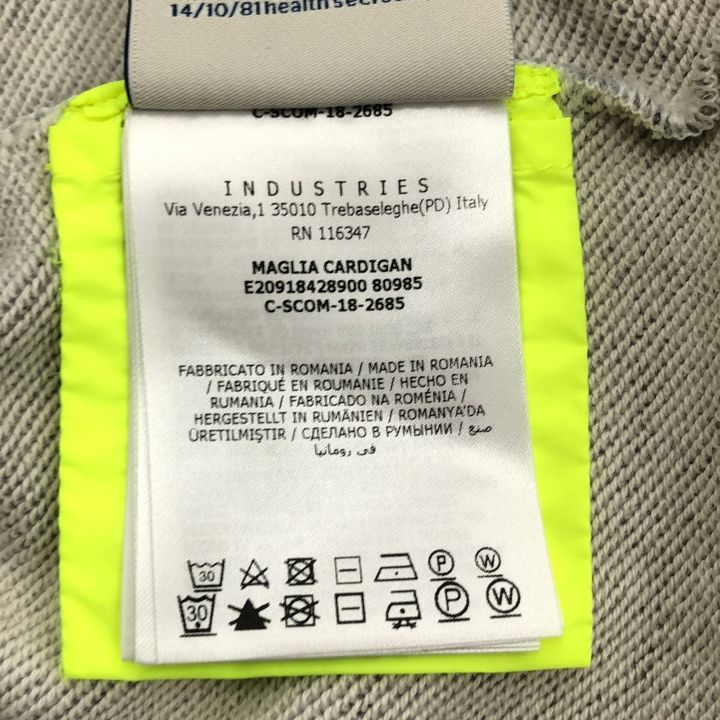 14/10/81 health
C-SCOM-18-2685
INDUSTRIES
Via Venezia,1 35010 Trebaseleghe(PD) Italy
RN 116347
MAGLIA CARDIGAN
E20918428900 80985
C-SCOM-18-2685
FABBRICATO IN ROMANIA / MADE IN ROMANIA
/ FABRIQUÉ EN ROUMANIE / HECHO EN
RUMANIA / FABRICADO NA ROMÉNIA /
HERGESTELLT IN RUMÄNIEN / ROMANYA'DA
ÜRETILMIŞTIR / СДЕЛАНО В РУМЫНИИ / صنع
في رومانيا
30 P W
30 P W